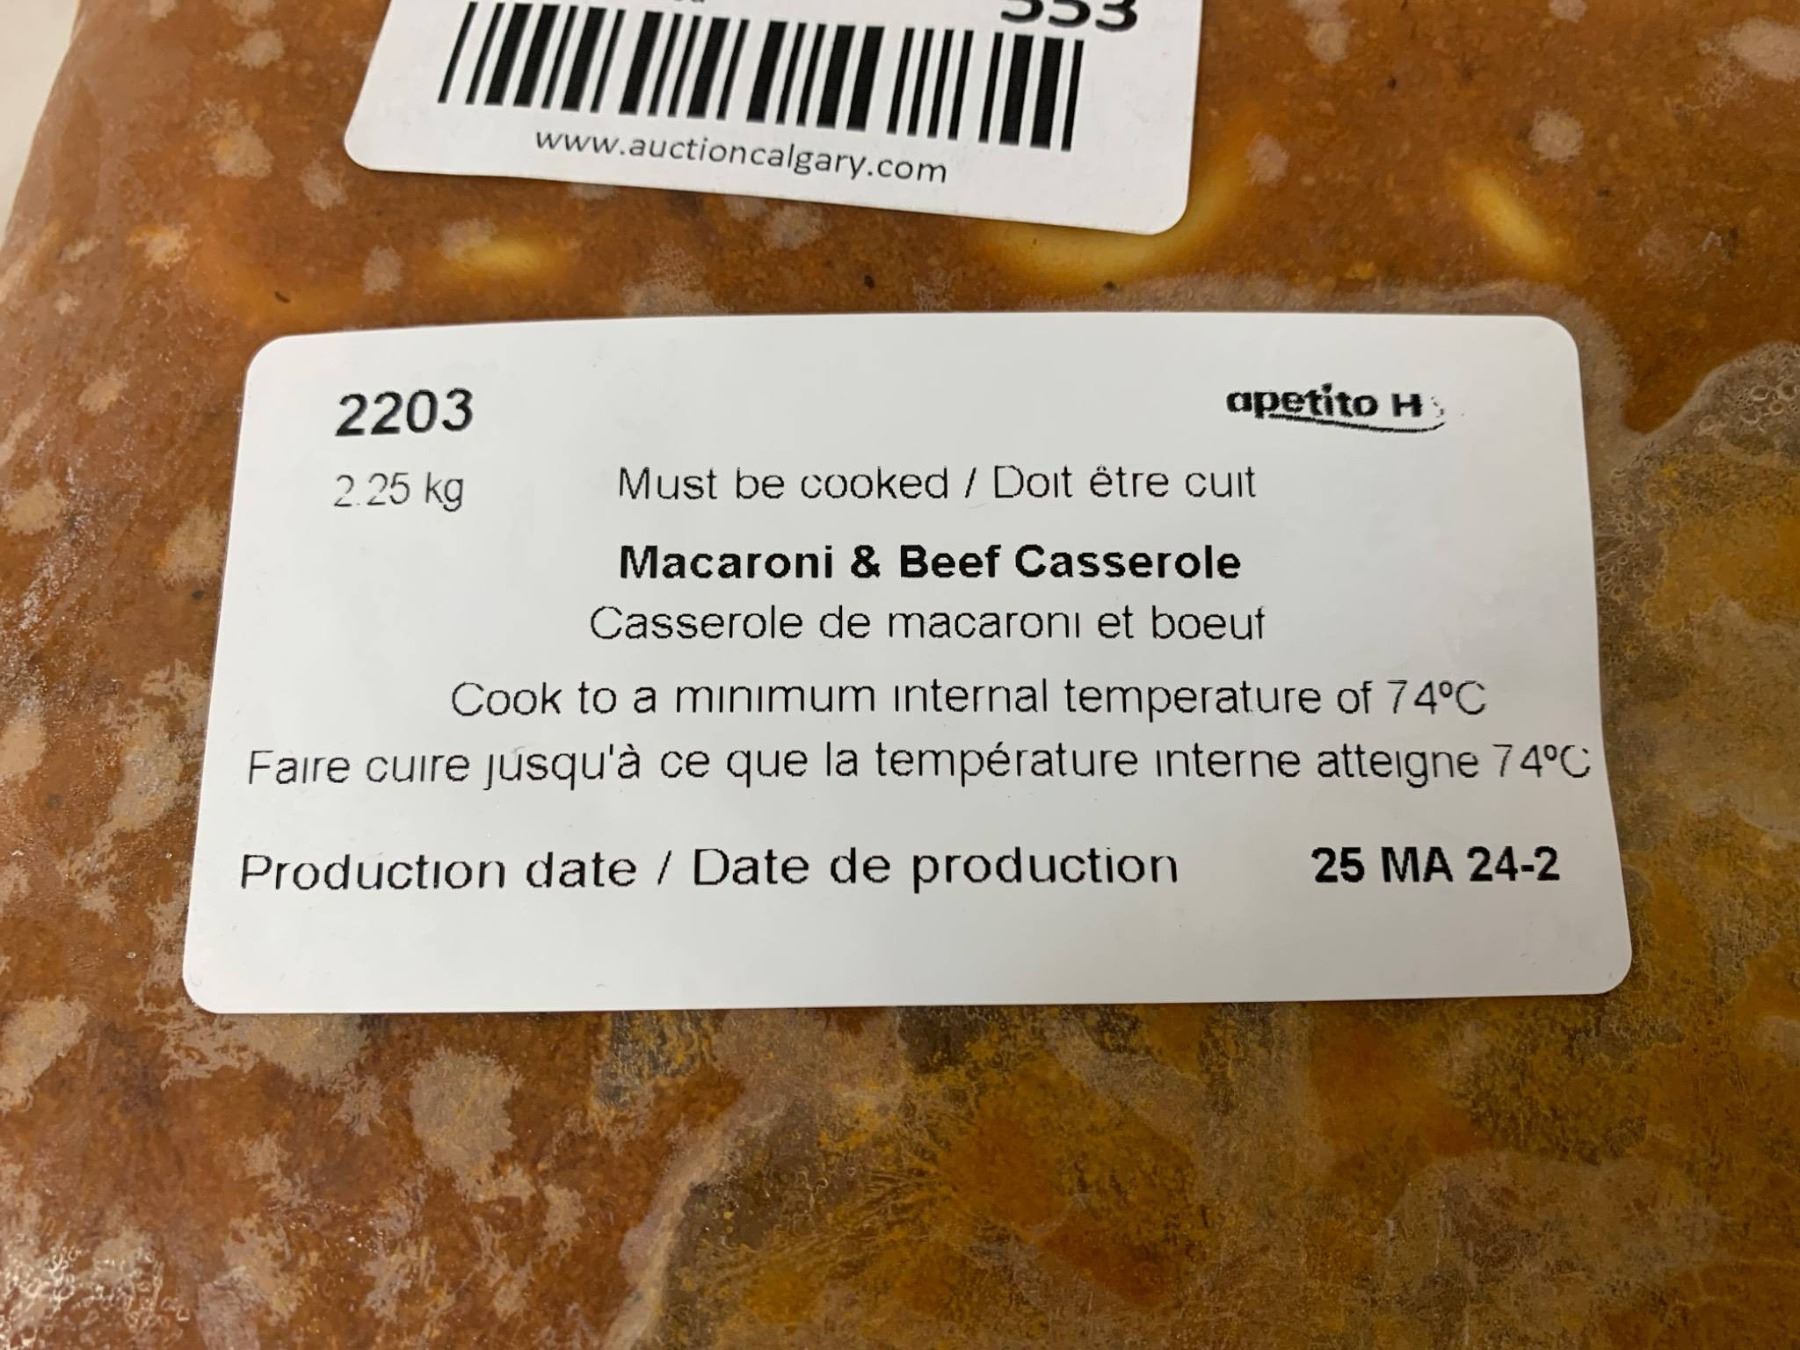 553
www.auctioncalgary.com
2203
apetito H
2.25 kg
Must be cooked / Doit être cuit
Macaroni & Beef Casserole
Casserole de macaroni et boeuf
Cook to a minimum internal temperature of 74ºC
Faire cuire jusqu'à ce que la température interne atteigne 74ºC
Production date / Date de production
25 MA 24-2